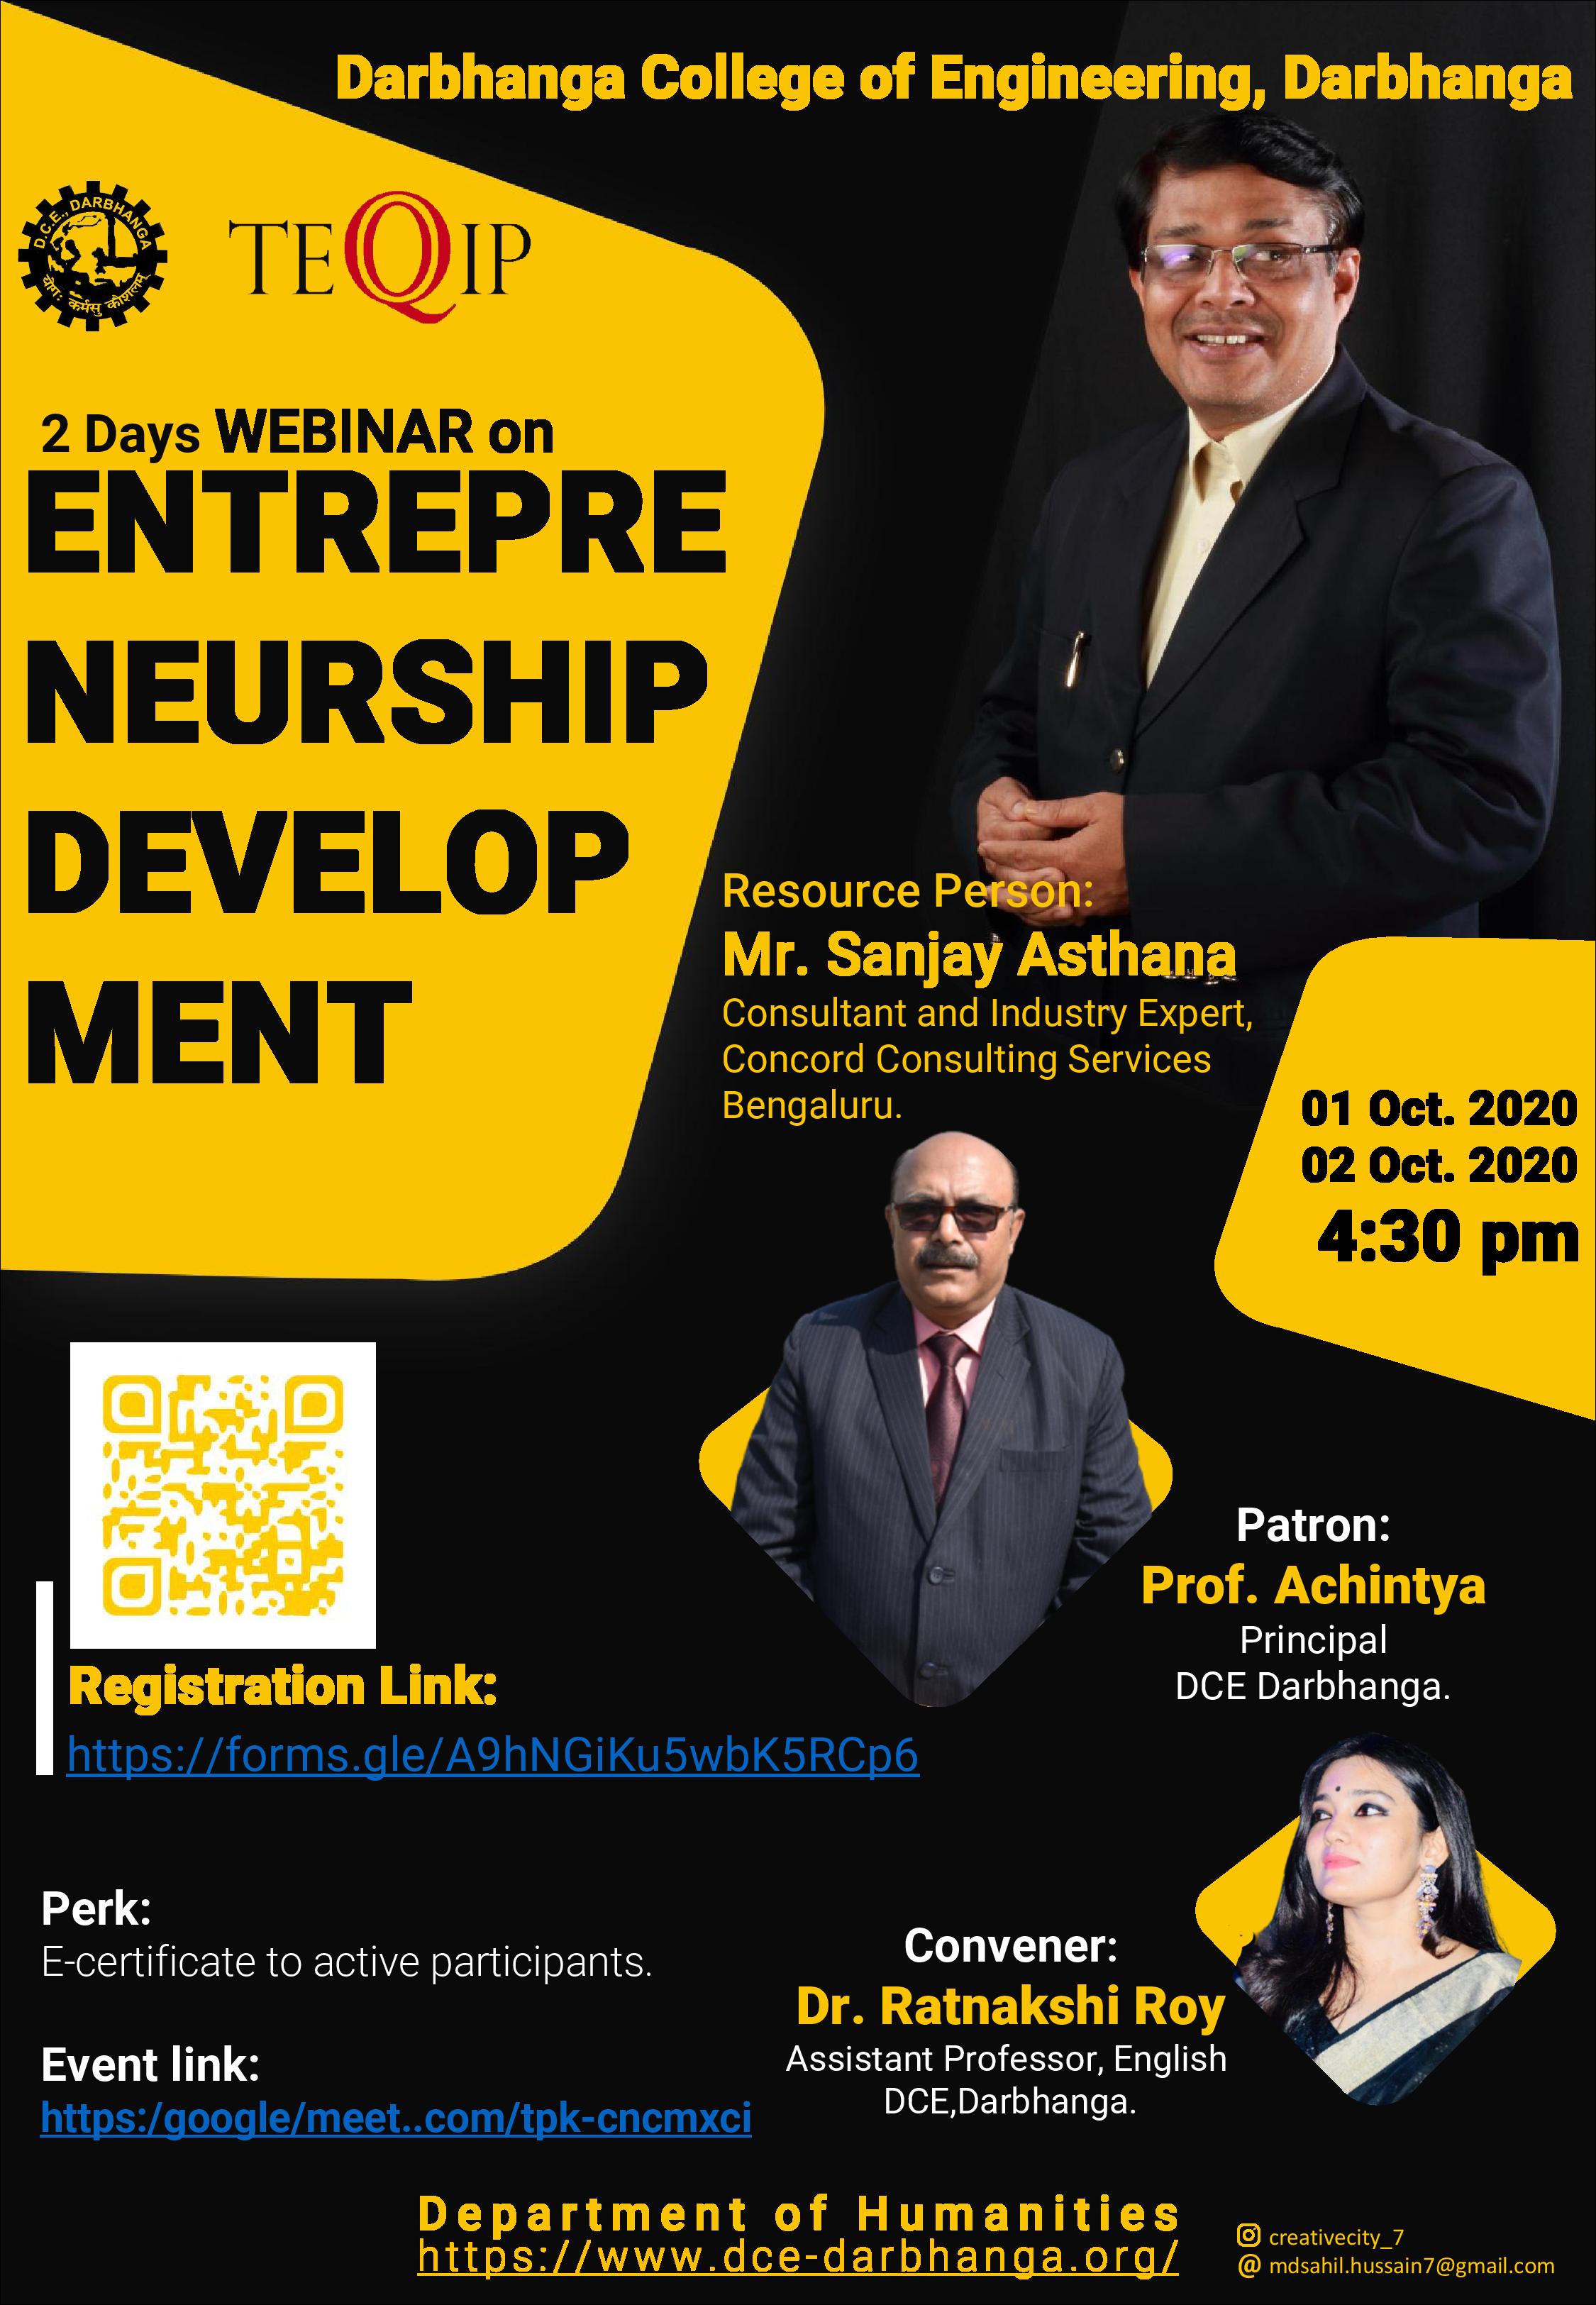 Darbhanga College of Engineering, Darbhanga
D.C.E., DARBHANGA
योगः कर्मसु कौशलम्
TEQIP
2 Days WEBINAR on
ENTREPRE
NEURSHIP
DEVELOP
MENT
Resource Person:
Mr. Sanjay Asthana
Consultant and Industry Expert,
Concord Consulting Services
Bengaluru.
01 Oct. 2020
02 Oct. 2020
4:30 pm
Patron:
Prof. Achintya
Principal
DCE Darbhanga.
Registration Link:
https://forms.gle/A9hNGiKu5wbK5RCp6
Perk:
E-certificate to active participants.
Convener:
Dr. Ratnakshi Roy
Assistant Professor, English
DCE,Darbhanga.
Event link:
https:/google/meet..com/tpk-cncmxci
Department of Humanities
https://www.dce-darbhanga.org/
creativecity_7
@ mdsahil.hussain7@gmail.com